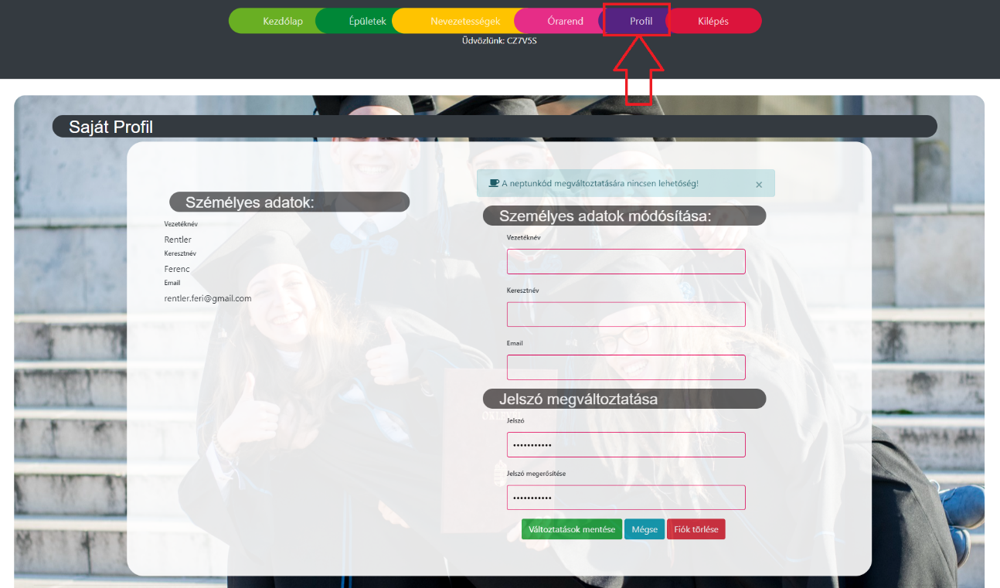 Kezdőlap Épületek Nevezetességek Órarend Profil Kilépés
Üdvözlünk: CZ7V5S
Saját Profil
A neptunkód megváltoztatására nincsen lehetőség! ×
Szémélyes adatok:
Vezetéknév
Rentler
Keresztnév
Ferenc
Email
rentler.feri@gmail.com
Személyes adatok módósítása:
Vezetéknév
Keresztnév
Email
Jelszó megváltoztatása
Jelszó
•••••••••••
Jelszó megerősítése
•••••••••••
Változtatások mentése Mégse Fiók törlése